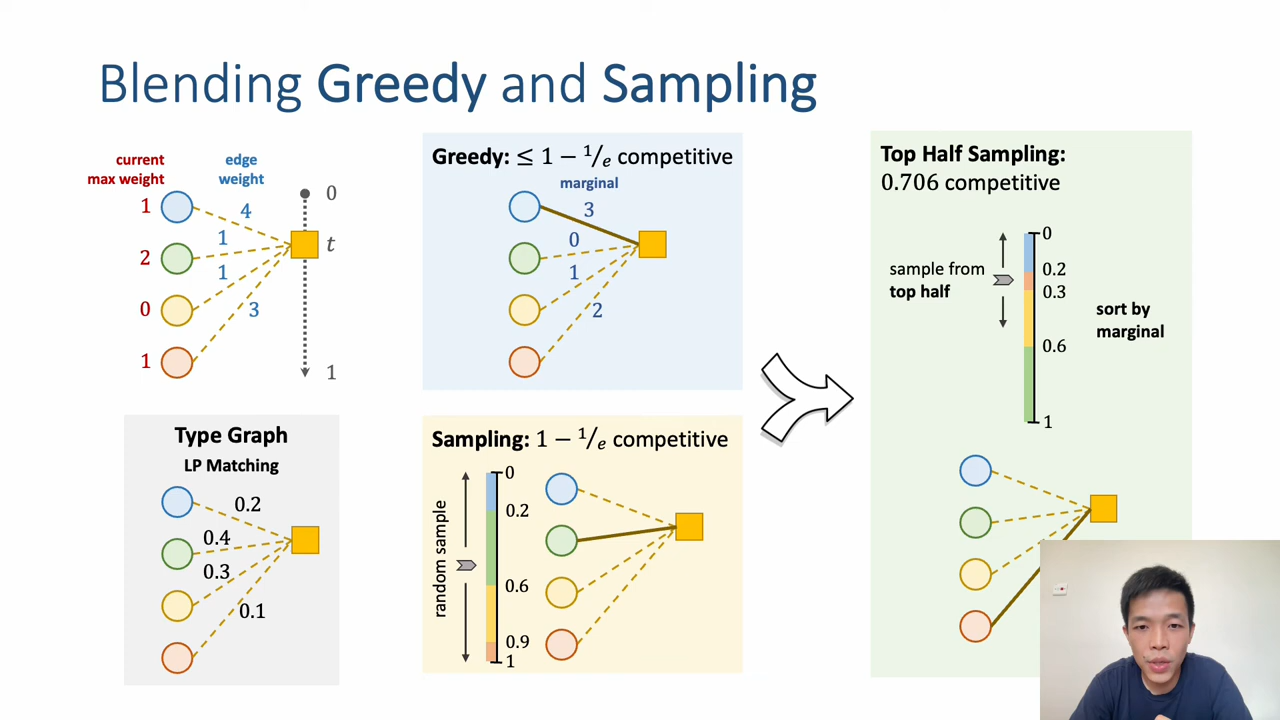 Blending Greedy and Sampling
current
max weight
edge
weight
1
4
0
1
t
2
1
0
3
1
1
Type Graph
LP Matching
0.2
0.4
0.3
0.1
Greedy: ≤ 1 − 1/e competitive
marginal
3
0
1
2
Sampling: 1 − 1/e competitive
random sample
0
0.2
0.6
0.9
1
Top Half Sampling:
0.706 competitive
sample from
top half
0
0.2
0.3
0.6
1
sort by
marginal